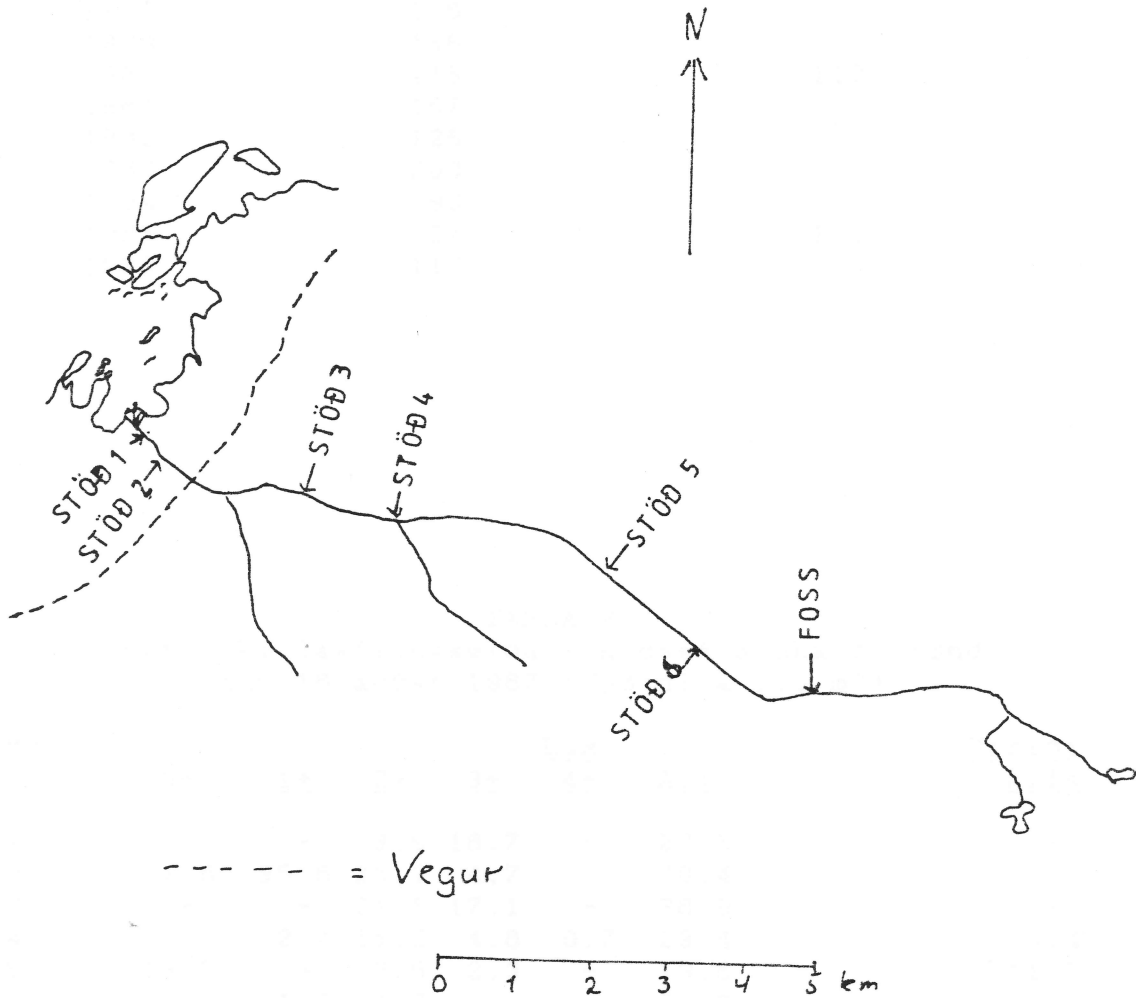 N
STÖÐ 1
STÖÐ 2
STÖÐ 3
STÖÐ 4
STÖÐ 5
STÖÐ 6
FOSS
----- = Vegur
0 1 2 3 4 5 km